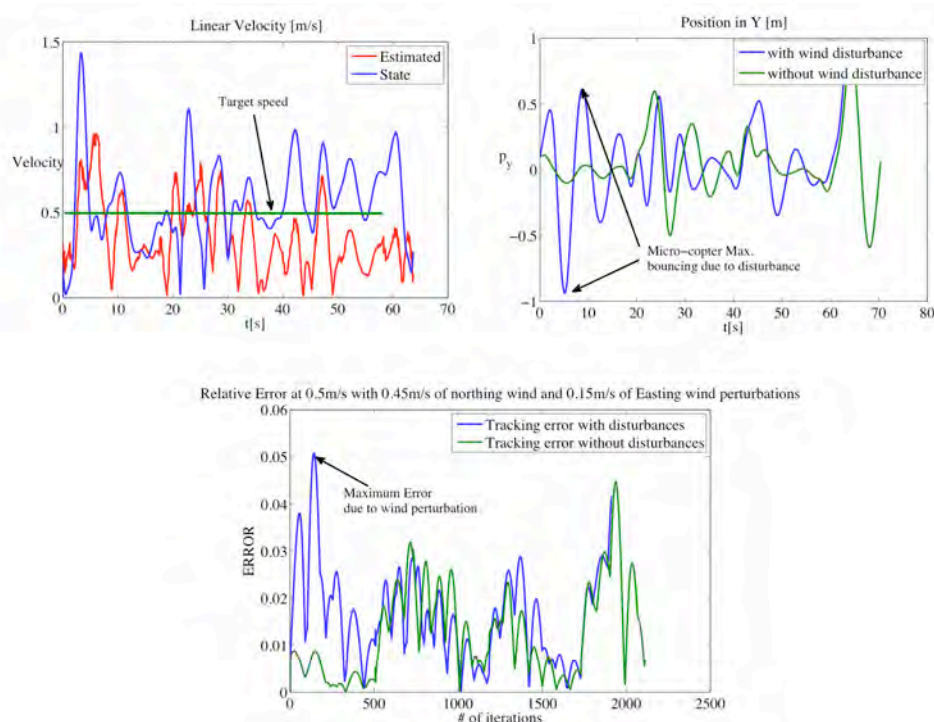 Linear Velocity [m/s]
1.5
1
Velocity
0.5
0
Estimated
State
Target speed
0 10 20 30 40 50 60 70
t[s]
Position in Y [m]
1
0.5
p_y
0
−0.5
−1
with wind disturbance
without wind disturbance
Micro−copter Max.
bouncing due to disturbance
0 10 20 30 40 50 60 70 80
t[s]
Relative Error at 0.5m/s with 0.45m/s of northing wind and 0.15m/s of Easting wind perturbations
0.06
0.05
0.04
0.03
0.02
0.01
0
ERROR
Tracking error with disturbances
Tracking error without disturbances
Maximum Error
due to wind perturbation
0 500 1000 1500 2000 2500
# of iterations